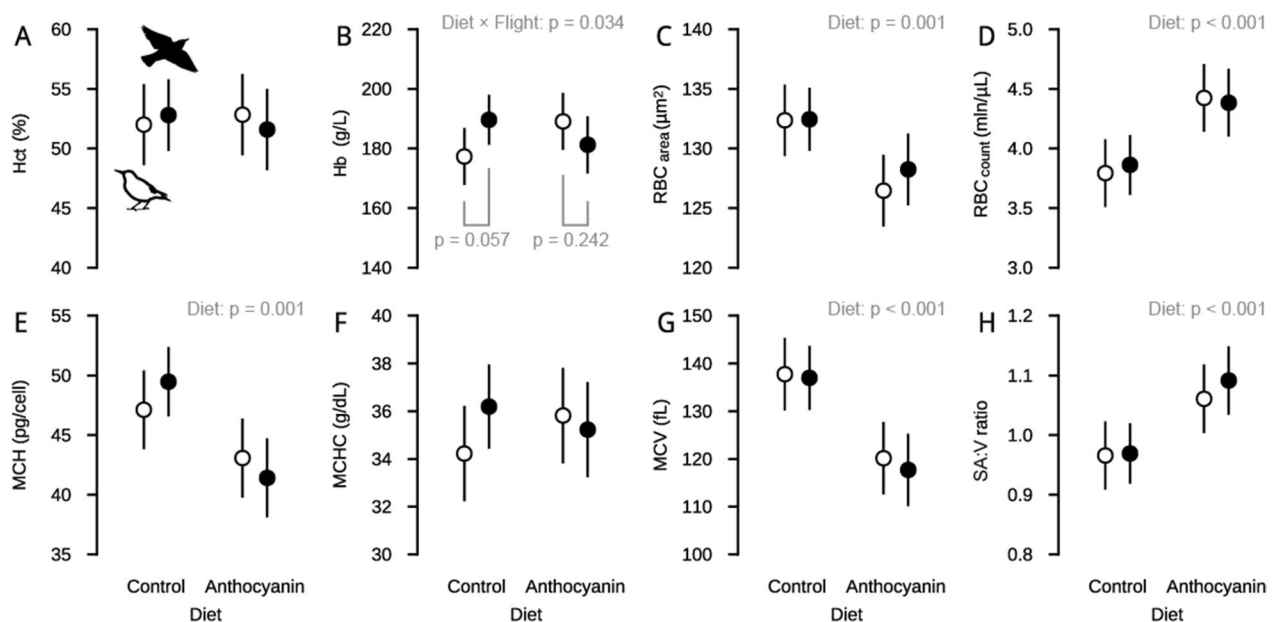 A
60
55
50
45
40
Hct (%)
B
Diet × Flight: p = 0.034
220
200
180
160
140
Hb (g/L)
p = 0.057
p = 0.242
C
Diet: p = 0.001
140
135
130
125
120
RBC area (µm²)
D
Diet: p < 0.001
5.0
4.5
4.0
3.5
3.0
RBC count (mln/µL)
E
Diet: p = 0.001
55
50
45
40
35
MCH (pg/cell)
Control Anthocyanin
Diet
F
40
38
36
34
32
30
MCHC (g/dL)
Control Anthocyanin
Diet
G
Diet: p < 0.001
150
140
130
120
110
100
MCV (fL)
Control Anthocyanin
Diet
H
Diet: p < 0.001
1.2
1.1
1.0
0.9
0.8
SA:V ratio
Control Anthocyanin
Diet